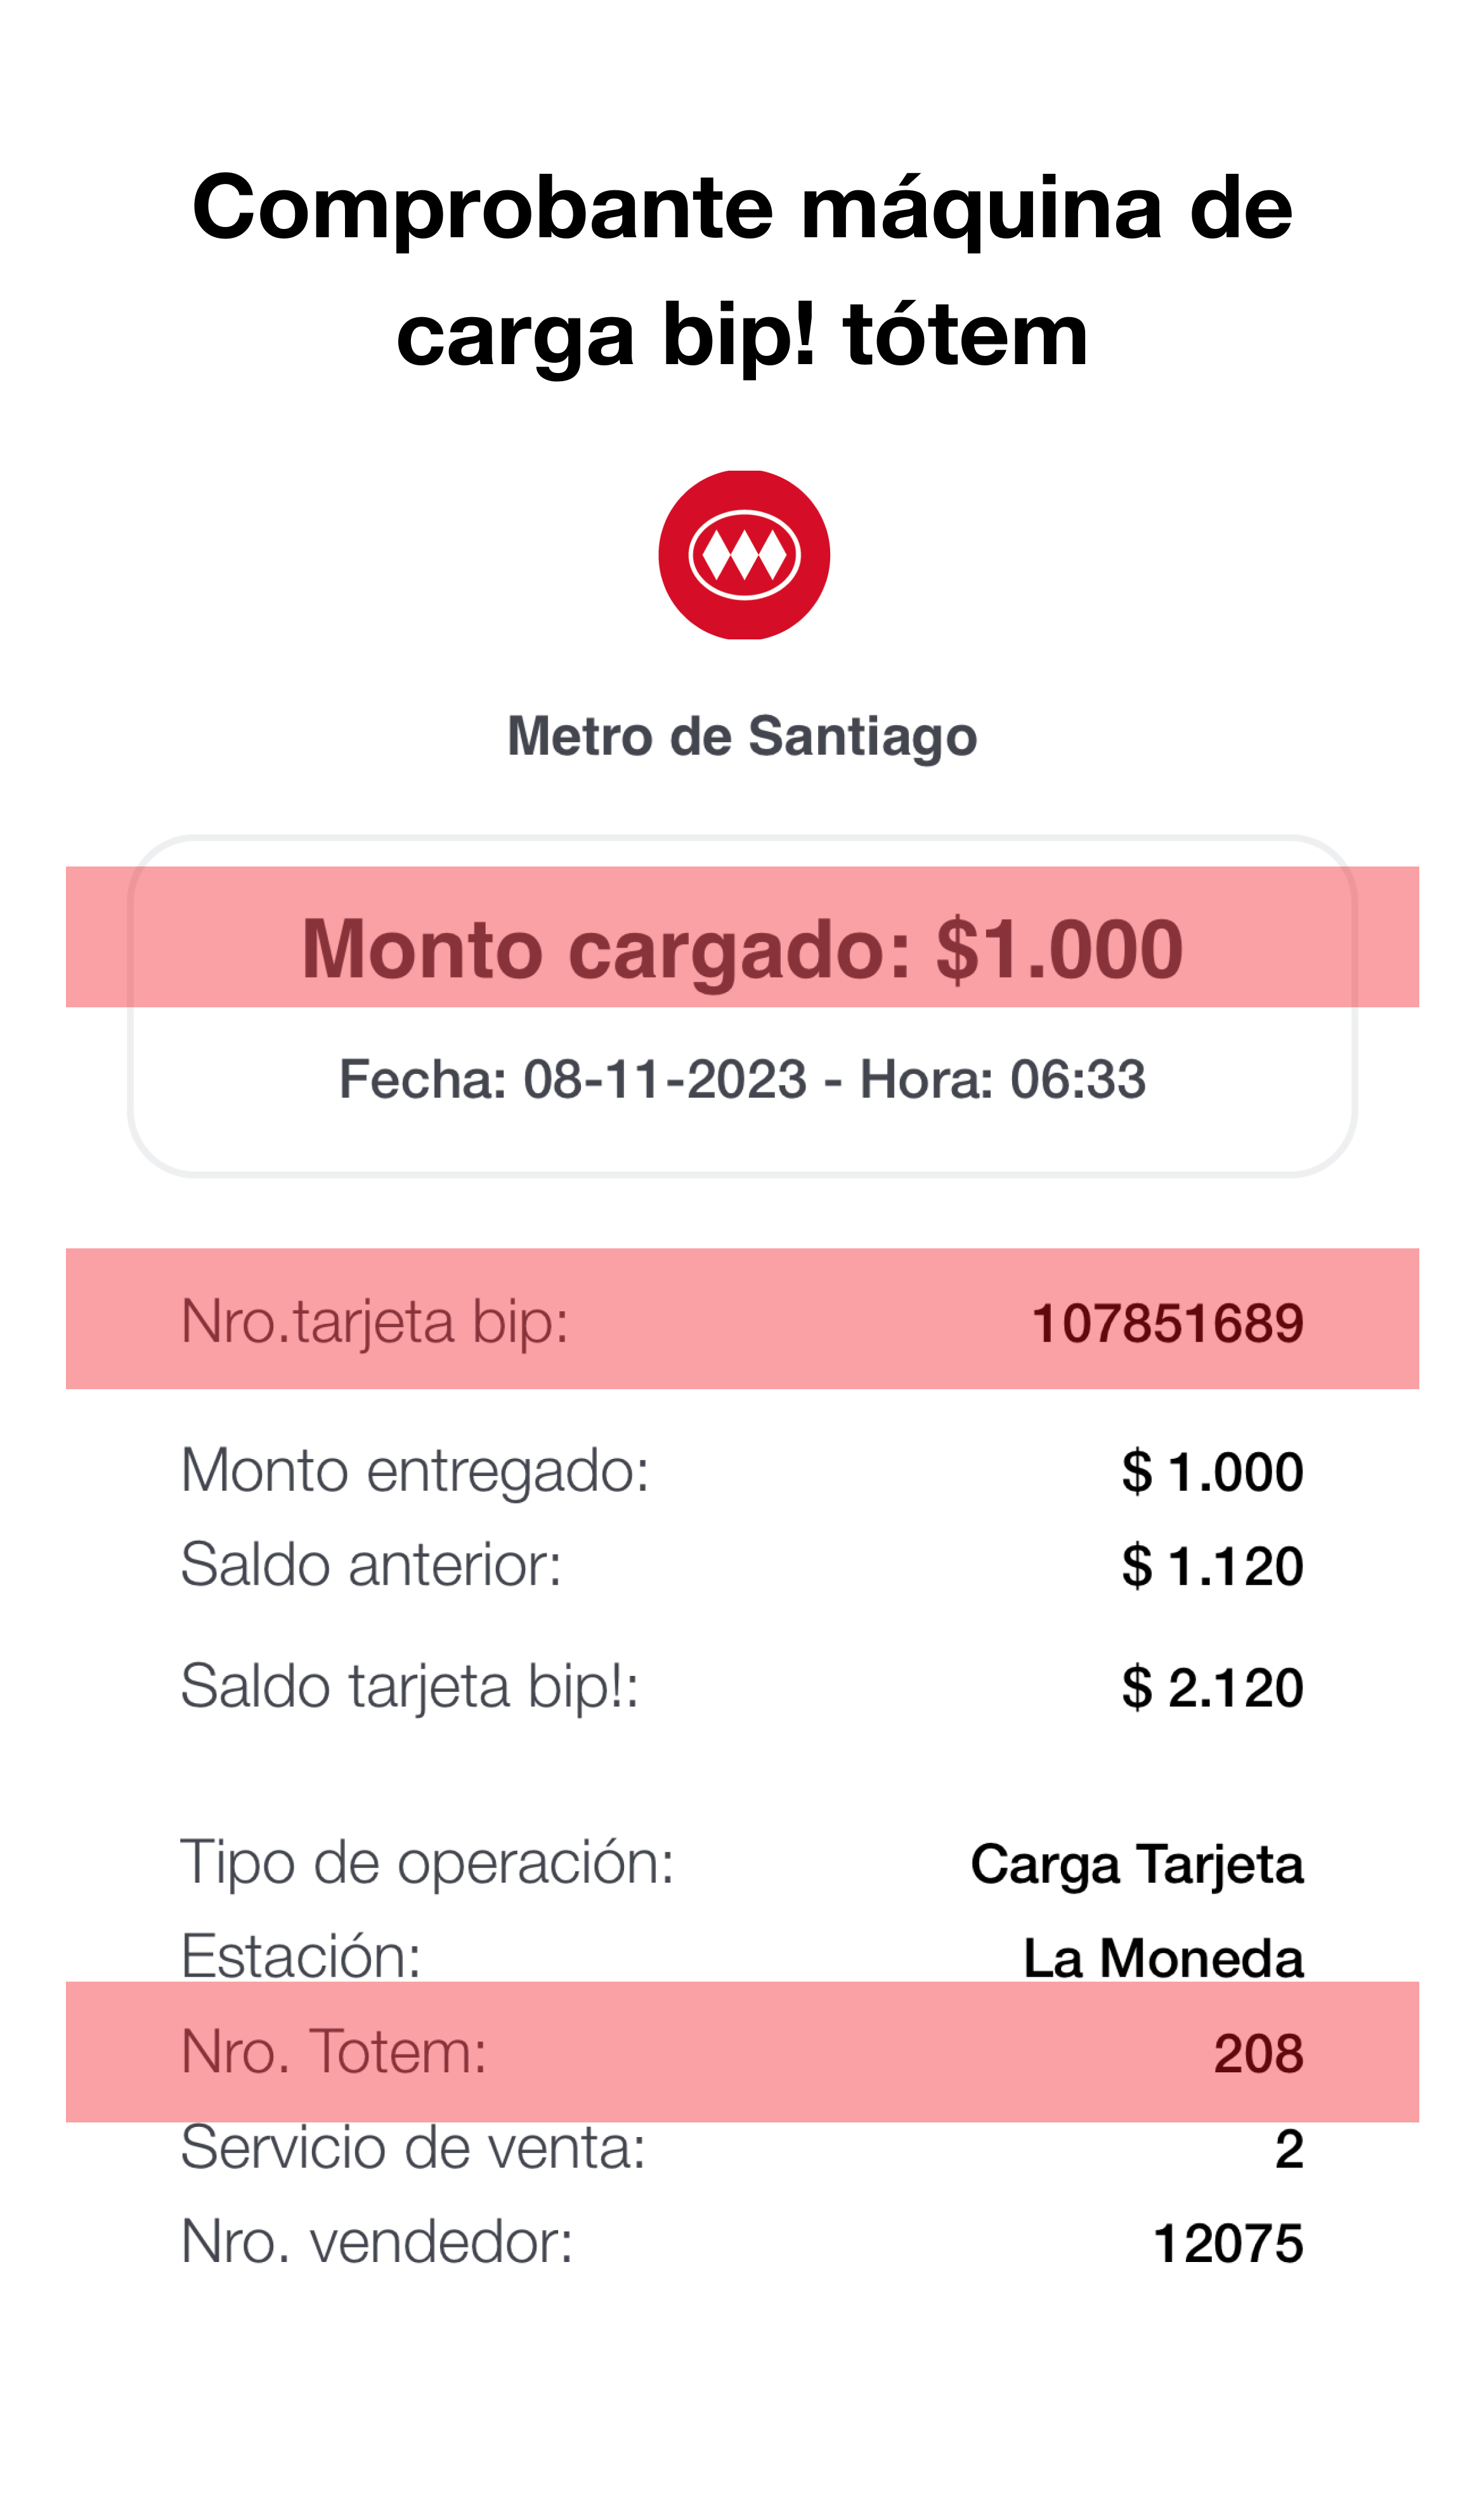 Comprobante máquina de
carga bip! tótem
Metro de Santiago
Monto cargado: $1.000
Fecha: 08-11-2023 - Hora: 06:33
Nro.tarjeta bip: 107851689
Monto entregado: $ 1.000
Saldo anterior: $ 1.120
Saldo tarjeta bip!: $ 2.120
Tipo de operación: Carga Tarjeta
Estación: La Moneda
Nro. Totem: 208
Servicio de venta: 2
Nro. vendedor: 12075